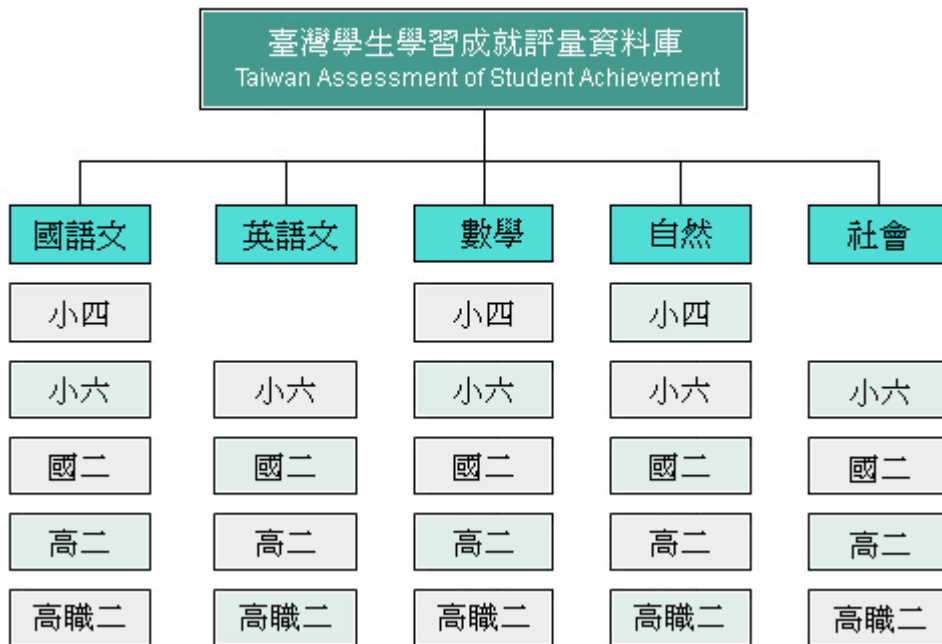 臺灣學生學習成就評量資料庫
Taiwan Assessment of Student Achievement
國語文 英語文 數學 自然 社會
小四 小四 小四
小六 小六 小六 小六 小六
國二 國二 國二 國二 國二
高二 高二 高二 高二 高二
高職二 高職二 高職二 高職二 高職二